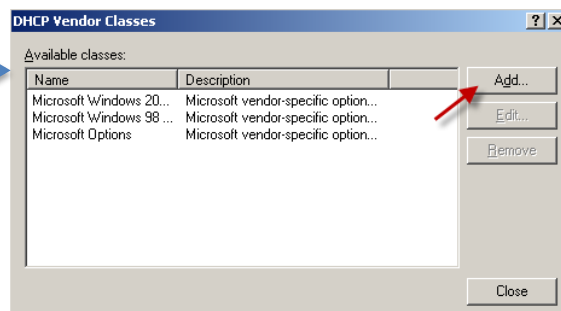 DHCP Vendor Classes
Available classes:
Name Description
Microsoft Windows 20... Microsoft vendor-specific option...
Microsoft Windows 98 ... Microsoft vendor-specific option...
Microsoft Options Microsoft vendor-specific option...
Add...
Edit...
Remove
Close